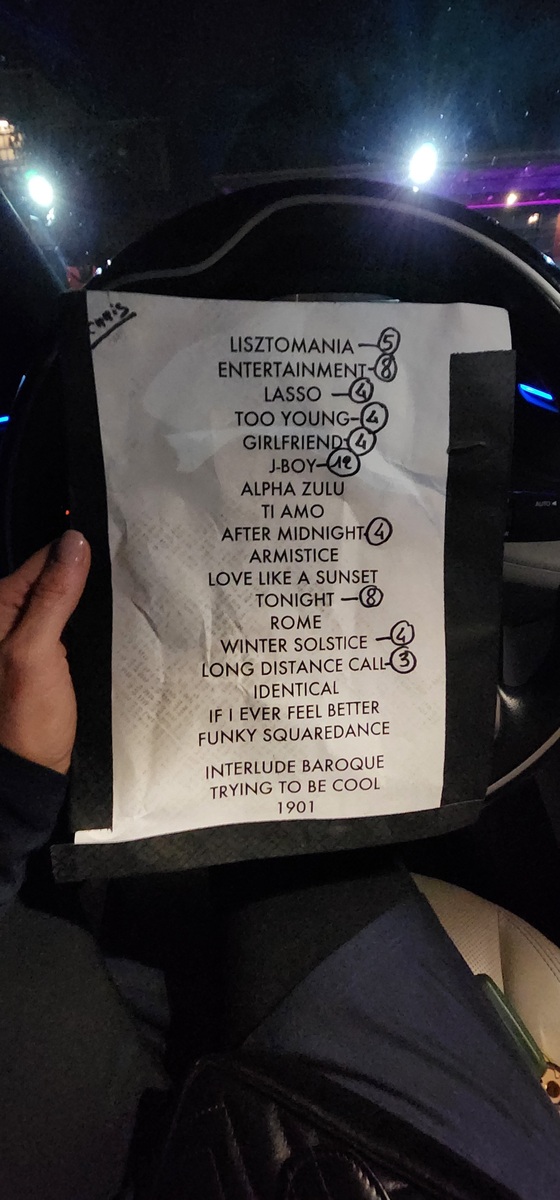 LISZTOMANIA - 5
ENTERTAINMENT - 8
LASSO - 4
TOO YOUNG - 4
GIRLFRIEND - 4
J-BOY - 12
ALPHA ZULU
TI AMO
AFTER MIDNIGHT 4
ARMISTICE
LOVE LIKE A SUNSET
TONIGHT - 8
ROME
WINTER SOLSTICE - 4
LONG DISTANCE CALL - 3
IDENTICAL
IF I EVER FEEL BETTER
FUNKY SQUAREDANCE
INTERLUDE BAROQUE
TRYING TO BE COOL
1901
AUTO